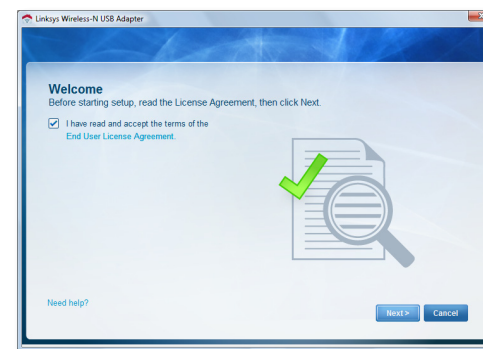 Linksys Wireless-N USB Adapter
Welcome
Before starting setup, read the License Agreement, then click Next.
I have read and accept the terms of the
End User License Agreement.
Need help?
Next >
Cancel